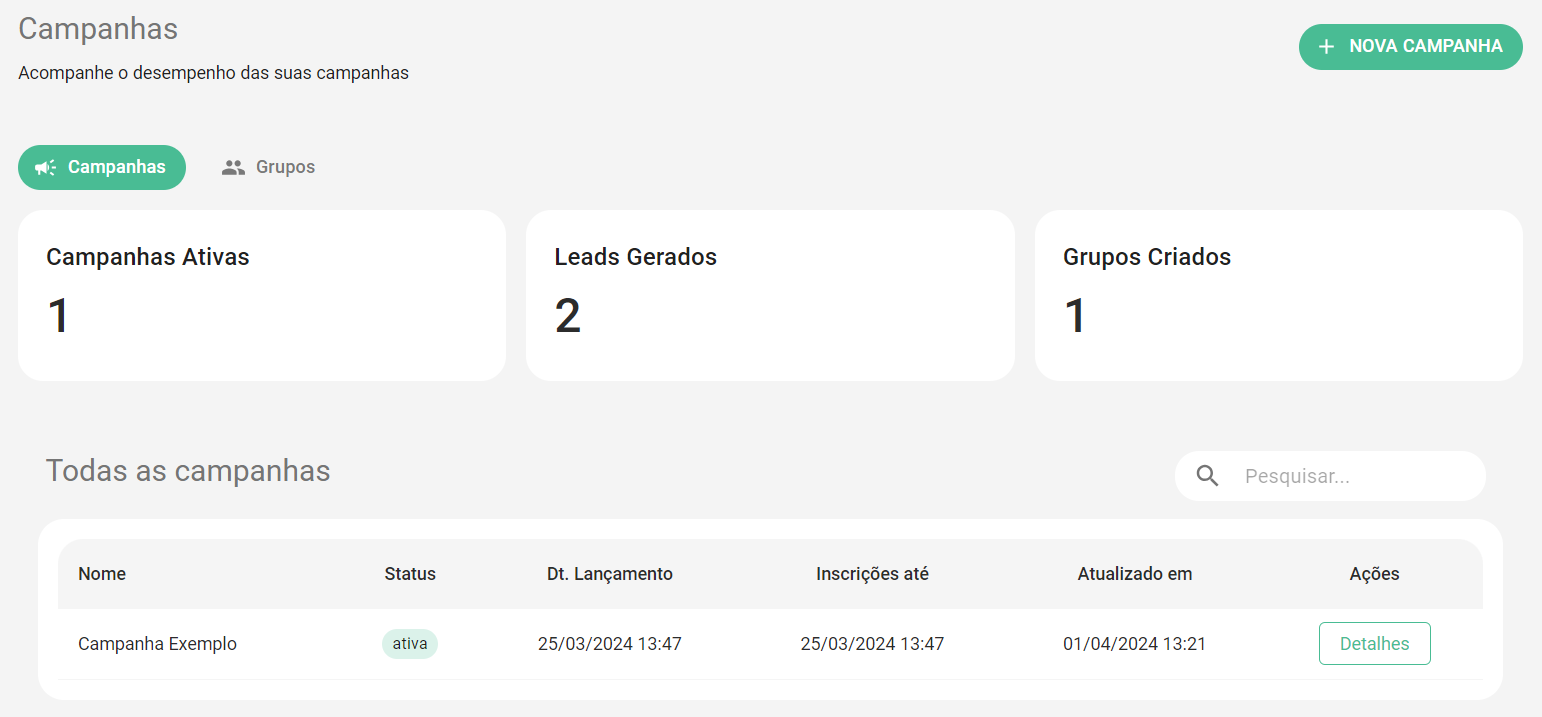 Campanhas
Acompanhe o desempenho das suas campanhas
+ NOVA CAMPANHA
Campanhas Grupos
Campanhas Ativas Leads Gerados Grupos Criados
1 2 1
Todas as campanhas Pesquisar...
Nome Status Dt. Lançamento Inscrições até Atualizado em Ações
Campanha Exemplo ativa 25/03/2024 13:47 25/03/2024 13:47 01/04/2024 13:21 Detalhes